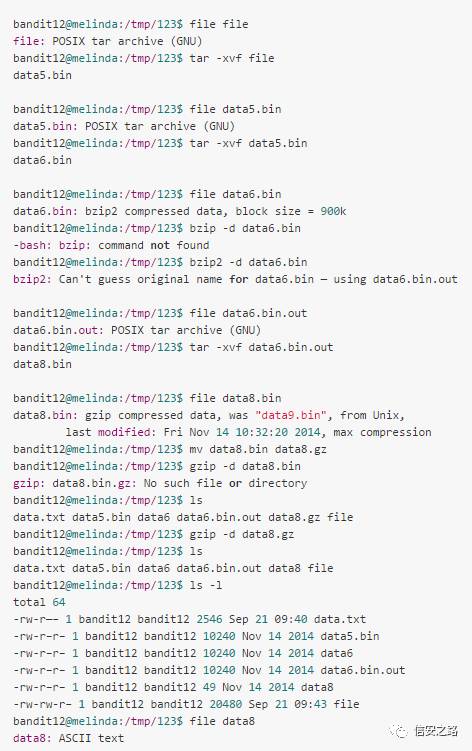 bandit12@melinda:/tmp/123$ file file
file: POSIX tar archive (GNU)
bandit12@melinda:/tmp/123$ tar -xvf file
data5.bin
bandit12@melinda:/tmp/123$ file data5.bin
data5.bin: POSIX tar archive (GNU)
bandit12@melinda:/tmp/123$ tar -xvf data5.bin
data6.bin
bandit12@melinda:/tmp/123$ file data6.bin
data6.bin: bzip2 compressed data, block size = 900k
bandit12@melinda:/tmp/123$ bzip -d data6.bin
-bash: bzip: command not found
bandit12@melinda:/tmp/123$ bzip2 -d data6.bin
bzip2: Can't guess original name for data6.bin — using data6.bin.out
bandit12@melinda:/tmp/123$ file data6.bin.out
data6.bin.out: POSIX tar archive (GNU)
bandit12@melinda:/tmp/123$ tar -xvf data6.bin.out
data8.bin
bandit12@melinda:/tmp/123$ file data8.bin
data8.bin: gzip compressed data, was "data9.bin", from Unix,
last modified: Fri Nov 14 10:32:20 2014, max compression
bandit12@melinda:/tmp/123$ mv data8.bin data8.gz
bandit12@melinda:/tmp/123$ gzip -d data8.bin
gzip: data8.bin.gz: No such file or directory
bandit12@melinda:/tmp/123$ ls
data.txt data5.bin data6 data6.bin.out data8.gz file
bandit12@melinda:/tmp/123$ gzip -d data8.gz
bandit12@melinda:/tmp/123$ ls
data.txt data5.bin data6 data6.bin.out data8 file
bandit12@melinda:/tmp/123$ ls -l
total 64
-rw-r—– 1 bandit12 bandit12 2546 Sep 21 09:40 data.txt
-rw-r–r– 1 bandit12 bandit12 10240 Nov 14 2014 data5.bin
-rw-r–r– 1 bandit12 bandit12 10240 Nov 14 2014 data6
-rw-r–r– 1 bandit12 bandit12 10240 Nov 14 2014 data6.bin.out
-rw-r–r– 1 bandit12 bandit12 49 Nov 14 2014 data8
-rw-rw-r– 1 bandit12 bandit12 20480 Sep 21 09:43 file
bandit12@melinda:/tmp/123$ file data8
data8: ASCII text
信安之路